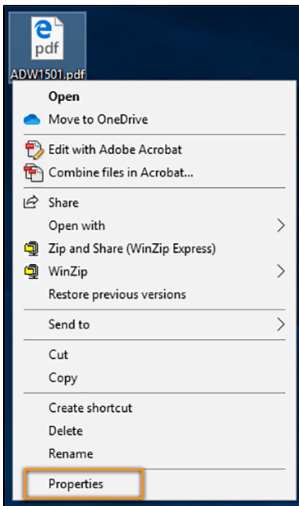 pdf
ADW1501.pdf
Open
Move to OneDrive
Edit with Adobe Acrobat
Combine files in Acrobat...
Share
Open with
Zip and Share (WinZip Express)
WinZip
Restore previous versions
Send to
Cut
Copy
Create shortcut
Delete
Rename
Properties